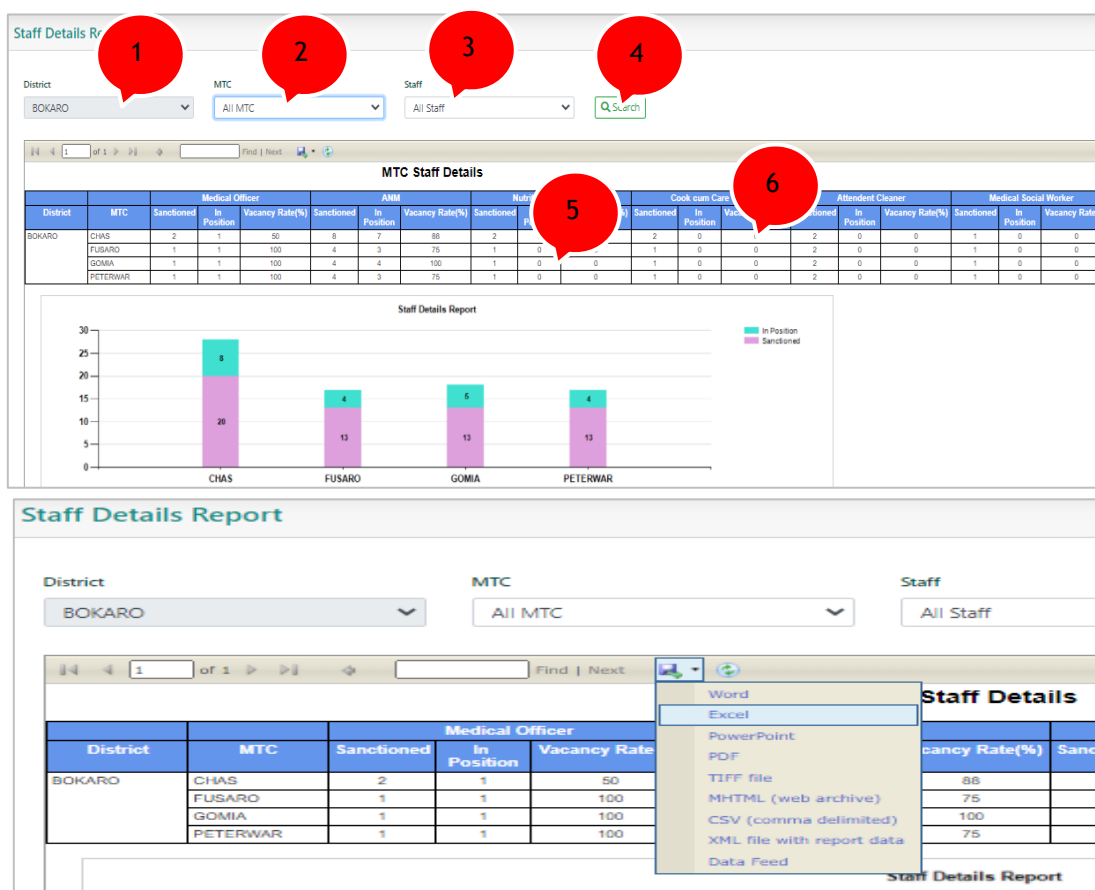 Staff Details Re
1
2
3
4
District MTC Staff
BOKARO All MTC All Staff Search
1 of 1 Find | Next
MTC Staff Details
Medical Officer ANM Cook cum Care Attendent Cleaner Medical Social Worker
District MTC Sanctioned In Position Vacancy Rate(%) Sanctioned In Position Vacancy Rate(%) Sanctioned Sanctioned In Position Sanctioned In Position Vacancy Rate(%) Sanctioned In Position Vacancy Rate(%)
5
6
BOKARO CHAS 2 1 50 8 7 88 2 2 0 2 0 0 1 0 0
FUSARO 1 1 100 4 3 75 1 0 0 1 0 0 2 0 0 1 0 0
GOMIA 1 1 100 4 4 100 1 0 0 1 0 0 2 0 0 1 0 0
PETERWAR 1 1 100 4 3 75 1 0 0 1 0 0 2 0 0 1 0 0
Staff Details Report
In Position
Sanctioned
30
25
20
15
10
5
0
8
4
5
4
20
13
13
13
CHAS FUSARO GOMIA PETERWAR
Staff Details Report
District MTC Staff
BOKARO All MTC All Staff
1 of 1 Find | Next
Word
Excel
PowerPoint
PDF
TIFF file
MHTML (web archive)
CSV (comma delimited)
XML file with report data
Data Feed
Staff Details
Medical Officer
District MTC Sanctioned In Position Vacancy Rate cancy Rate(%) Sanc
BOKARO CHAS 2 1 50 88
FUSARO 1 1 100 75
GOMIA 1 1 100 100
PETERWAR 1 1 100 75
Staff Details Report